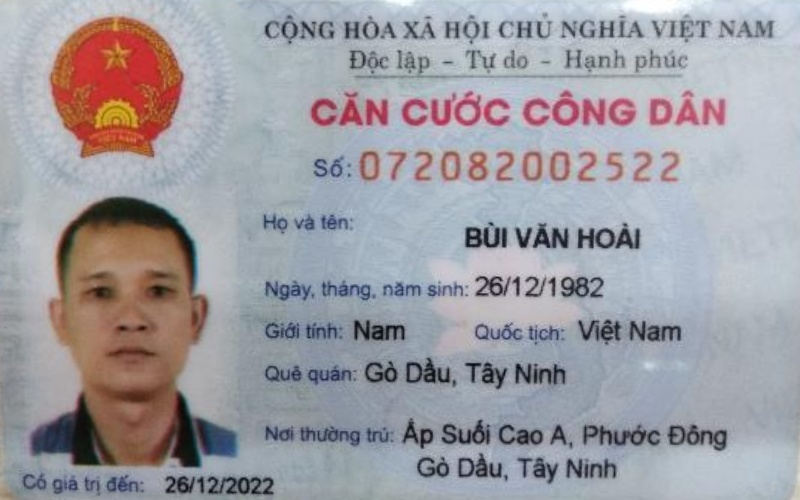 CỘNG HÒA XÃ HỘI CHỦ NGHĨA VIỆT NAM
Độc lập - Tự do - Hạnh phúc
CĂN CƯỚC CÔNG DÂN
Số: 072082002522
Họ và tên: BÙI VĂN HOÀI
Ngày, tháng, năm sinh: 26/12/1982
Giới tính: Nam Quốc tịch: Việt Nam
Quê quán: Gò Dầu, Tây Ninh
Nơi thường trú: Ấp Suối Cao A, Phước Đông
Gò Dầu, Tây Ninh
Có giá trị đến: 26/12/2022